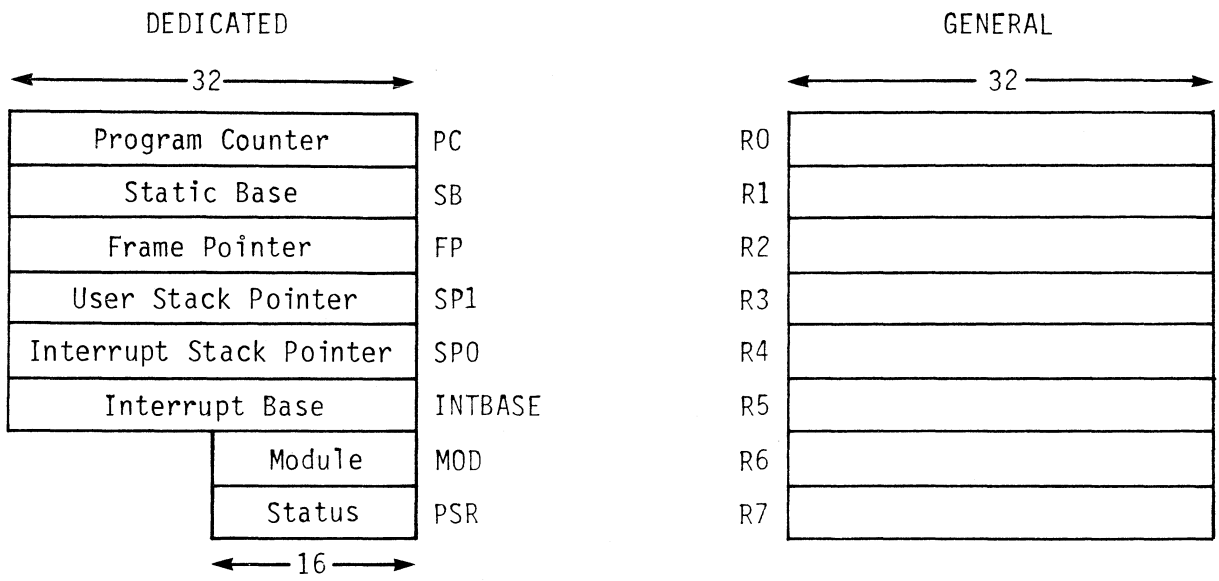 DEDICATED GENERAL
32 32
Program Counter PC R0
Static Base SB R1
Frame Pointer FP R2
User Stack Pointer SP1 R3
Interrupt Stack Pointer SP0 R4
Interrupt Base INTBASE R5
Module MOD R6
Status PSR R7
16